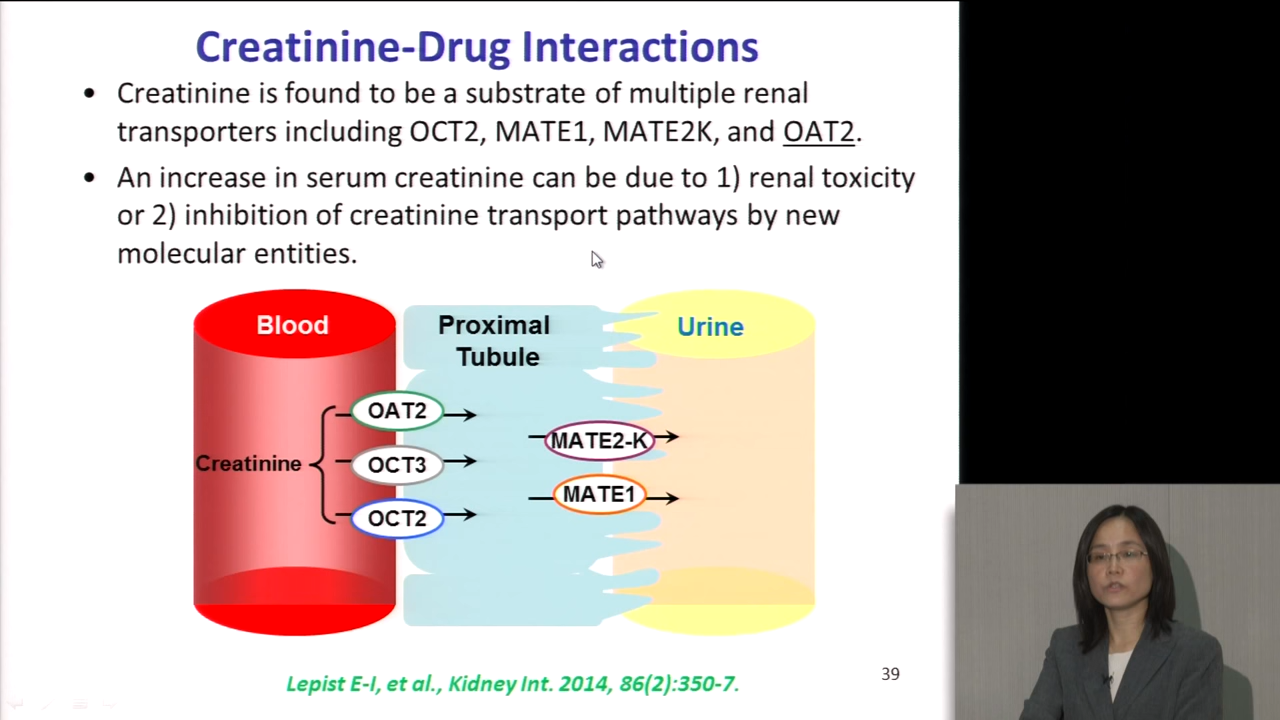 Creatinine-Drug Interactions
• Creatinine is found to be a substrate of multiple renal
transporters including OCT2, MATE1, MATE2K, and OAT2.
• An increase in serum creatinine can be due to 1) renal toxicity
or 2) inhibition of creatinine transport pathways by new
molecular entities.
Blood
Proximal
Tubule
Urine
OAT2
MATE2-K
Creatinine
OCT3
MATE1
OCT2
Lepist E-I, et al., Kidney Int. 2014, 86(2):350-7.
39